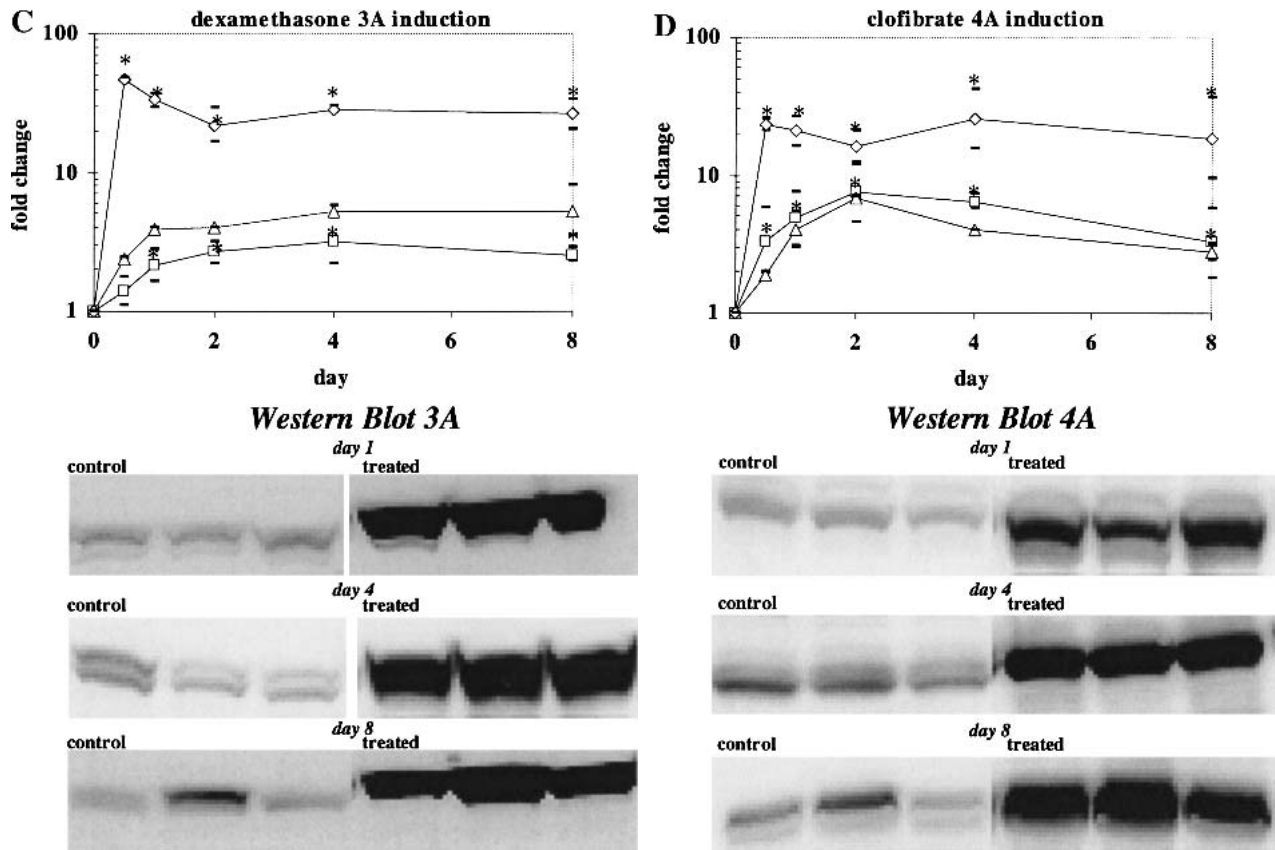 C
dexamethasone 3A induction
100
10
1
fold change
*
*
*
*
*
*
*
*
*
0 2 4 6 8
day
D
clofibrate 4A induction
100
10
1
fold change
*
*
*
*
*
*
*
*
*
*
0 2 4 6 8
day
Western Blot 3A
day 1
control treated
day 4
control treated
day 8
control treated
Western Blot 4A
day 1
control treated
day 4
control treated
day 8
control treated